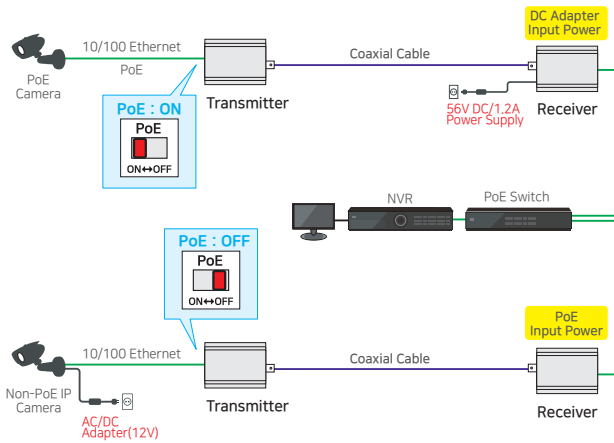 DC Adapter
Input Power
10/100 Ethernet
PoE
Coaxial Cable
PoE
Camera
Transmitter
56V DC/1.2A
Power Supply
Receiver
PoE : ON
PoE
ON↔OFF
NVR
PoE Switch
PoE : OFF
PoE
ON↔OFF
PoE
Input Power
10/100 Ethernet
Coaxial Cable
Non-PoE IP
Camera
Transmitter
Receiver
AC/DC
Adapter(12V)